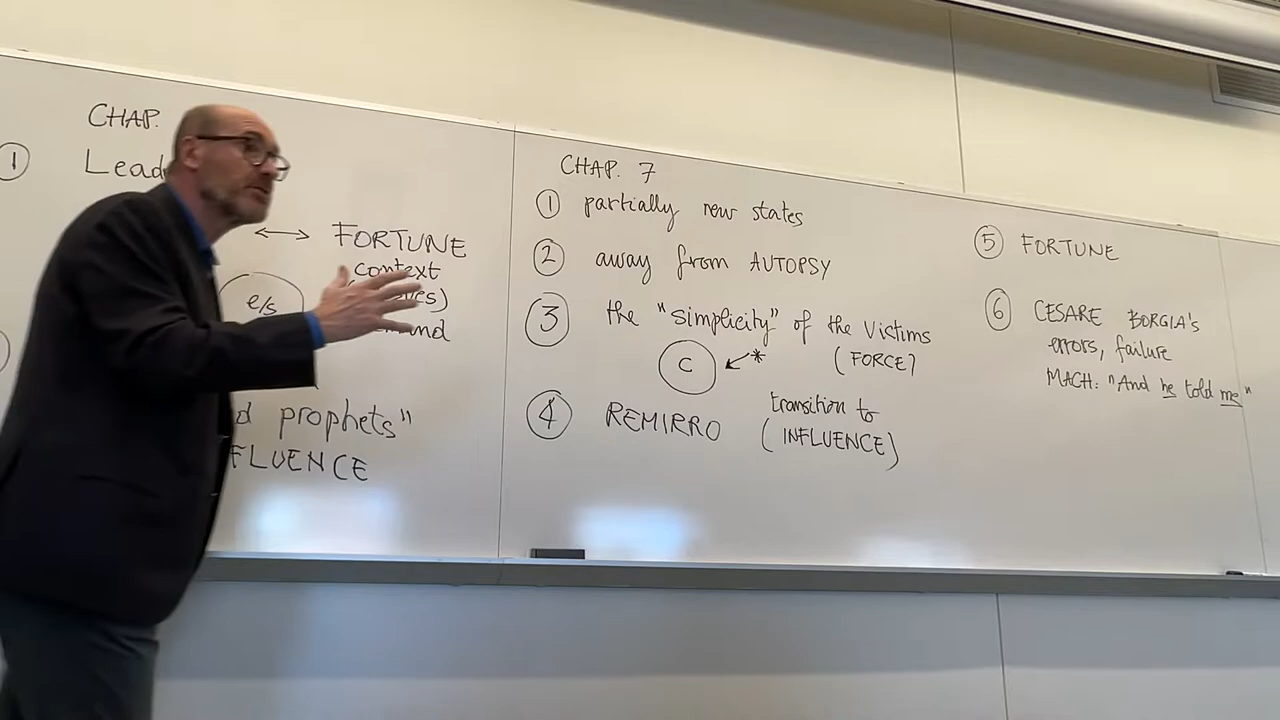 CHAP.
1
↔ FORTUNE
context
e/s
prophets"
CHAP. 7
1 partially new states
2 away from AUTOPSY
3 the "simplicity" of the victims
C ↙* (FORCE)
4 REMIRRO transition to
(INFLUENCE)
5 FORTUNE
6 CESARE BORGIA's
errors, failure
MACH: "And he told me"